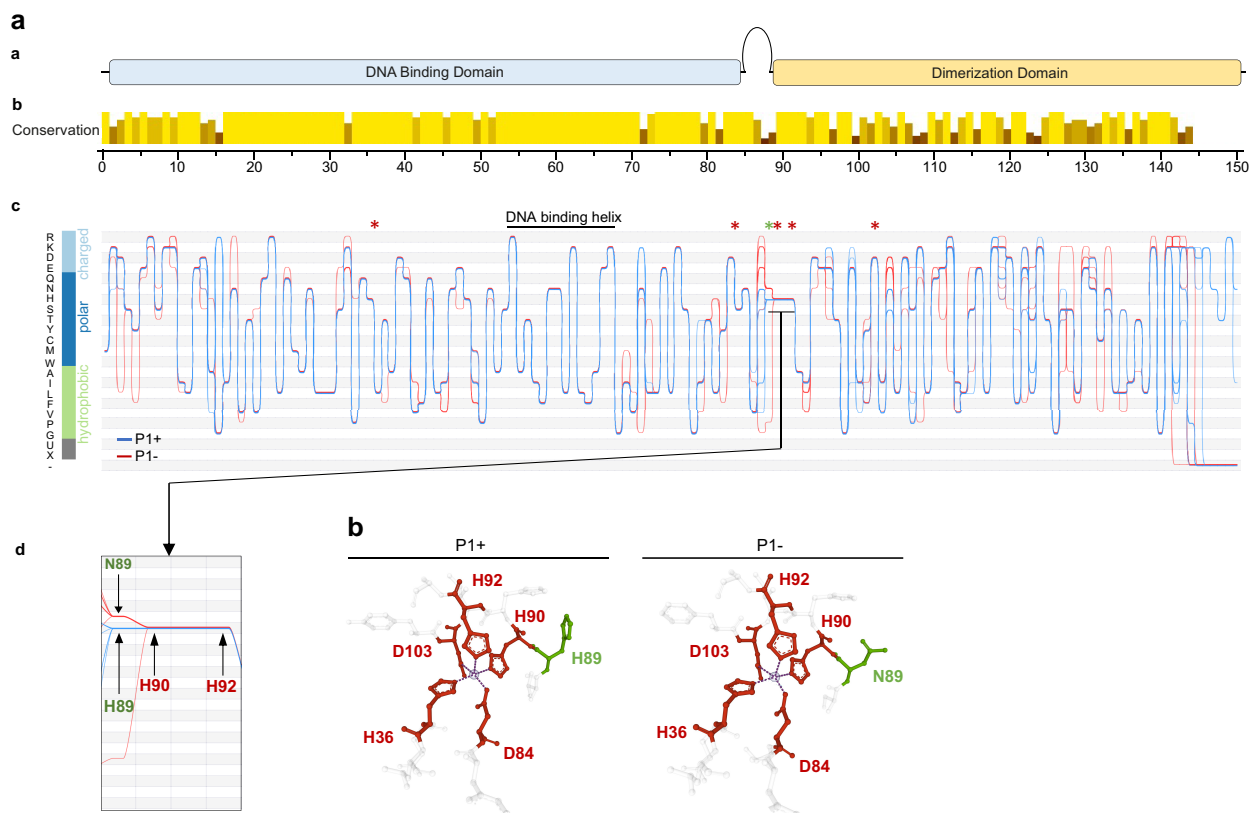 a
a
DNA Binding Domain
Dimerization Domain
b
Conservation
0 10 20 30 40 50 60 70 80 90 100 110 120 130 140 150
c
* DNA binding helix * * * * *
R
K
D
E
Q
N
H
S
T
Y
C
M
W
A
I
L
F
V
P
G
U
X
-
charged
polar
hydrophobic
P1+
P1-
d
N89
H89
H90
H92
b
P1+
P1-
H92
H90
D103
H89
H36
D84
H92
H90
D103
N89
H36
D84